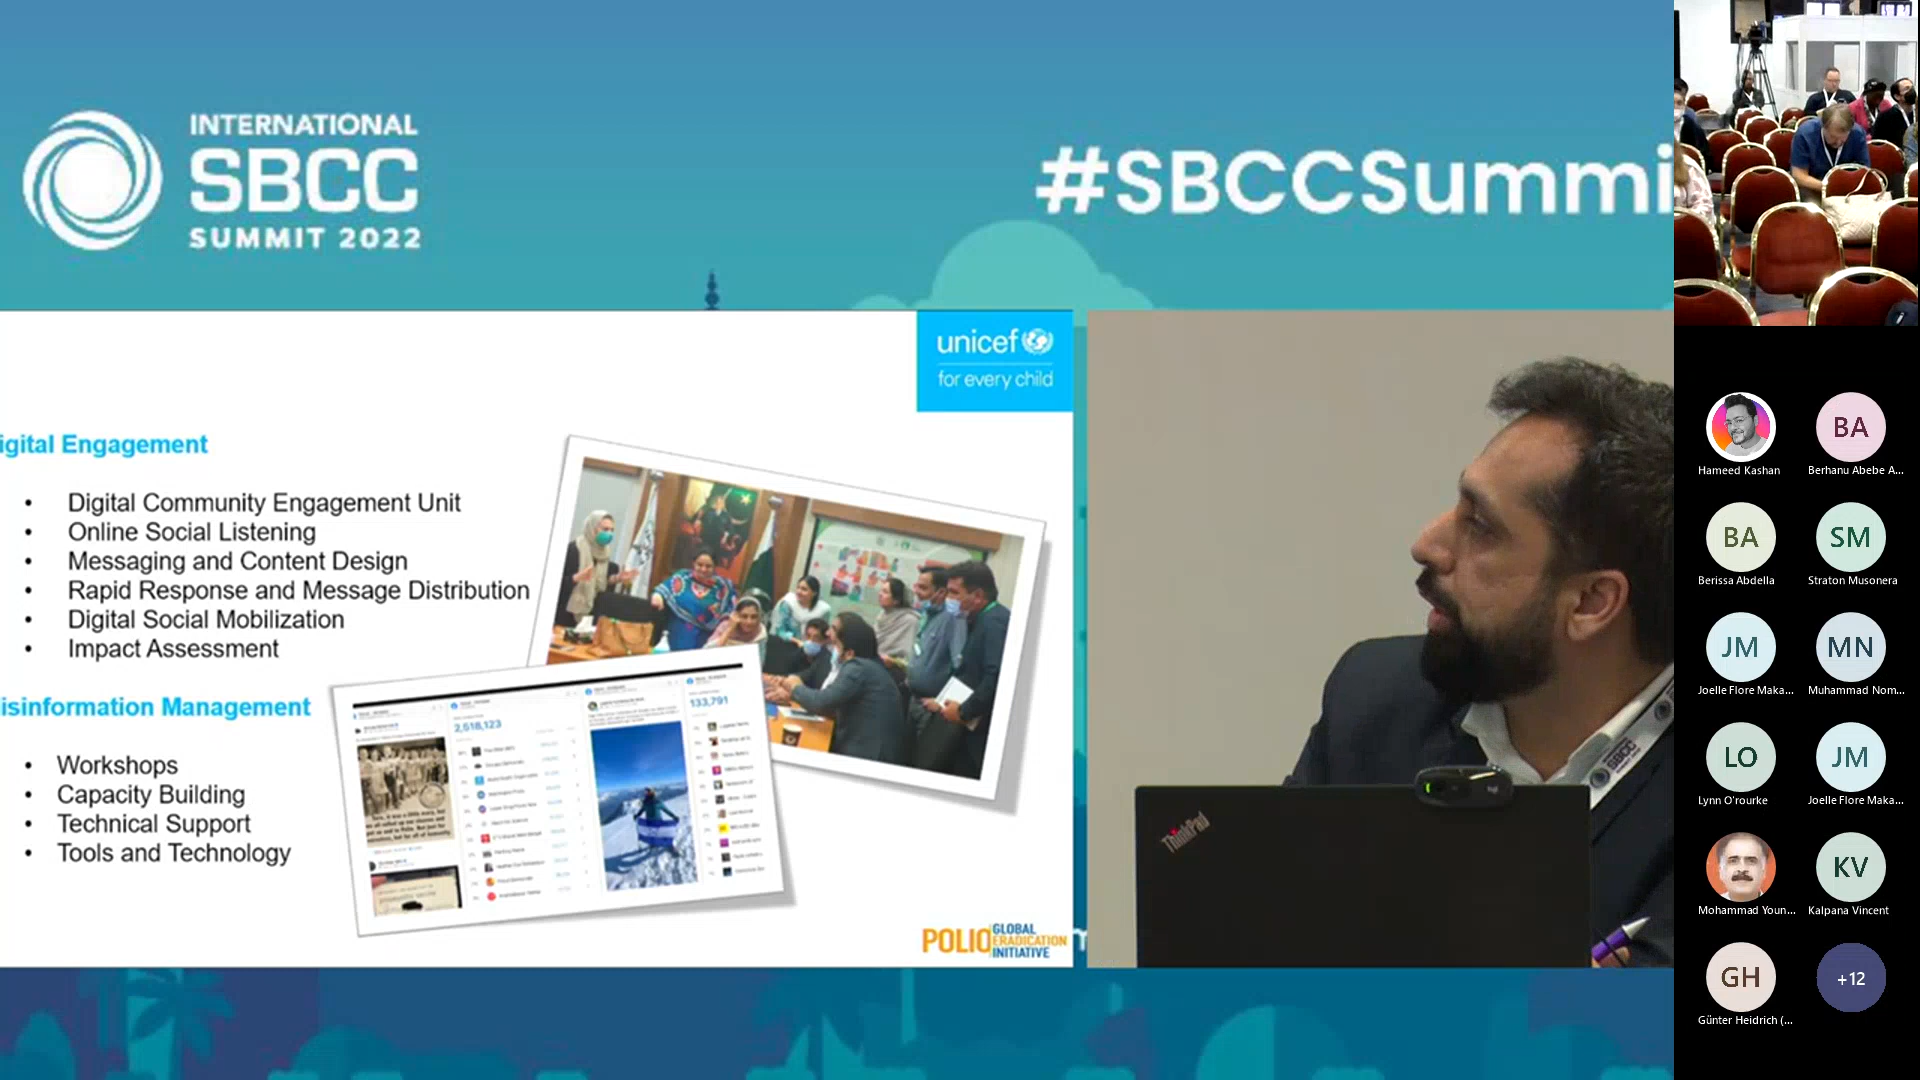 INTERNATIONAL
SBCC
SUMMIT 2022
#SBCCSummi
unicef
for every child
igital Engagement
• Digital Community Engagement Unit
• Online Social Listening
• Messaging and Content Design
• Rapid Response and Message Distribution
• Digital Social Mobilization
• Impact Assessment
isinformation Management
• Workshops
• Capacity Building
• Technical Support
• Tools and Technology
2,518,123
133,791
POLIO GLOBAL
ERADICATION
INITIATIVE
ThinkPad
SBCC
Hameed Kashan
BA
Berhanu Abebe A...
BA
Berissa Abdella
SM
Straton Musonera
JM
Joelle Flore Maka...
MN
Muhammad Nom...
LO
Lynn O'rourke
JM
Joelle Flore Maka...
Mohammad Youn...
KV
Kalpana Vincent
GH
Günter Heidrich (...
+12